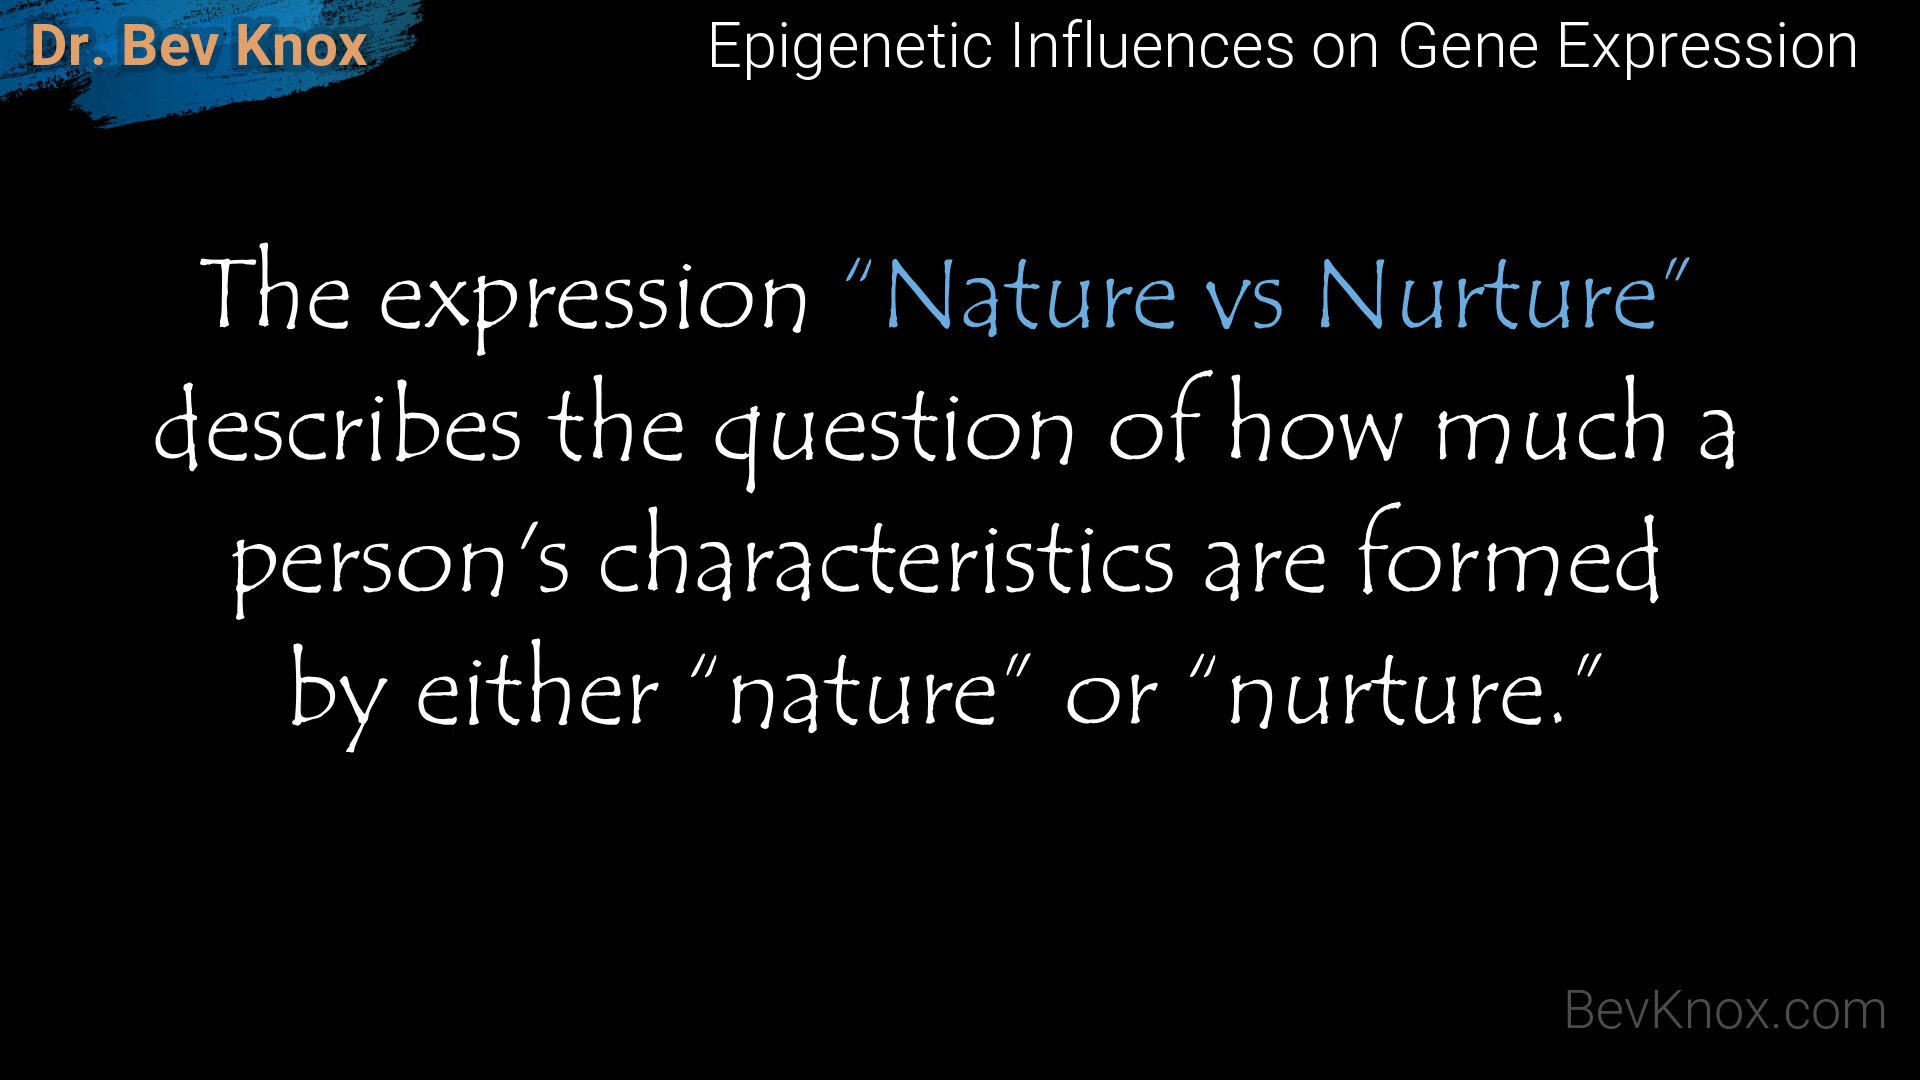 Dr. Bev Knox
Epigenetic Influences on Gene Expression
The expression “Nature vs Nurture”
describes the question of how much a
person’s characteristics are formed
by either “nature” or “nurture.”
BevKnox.com